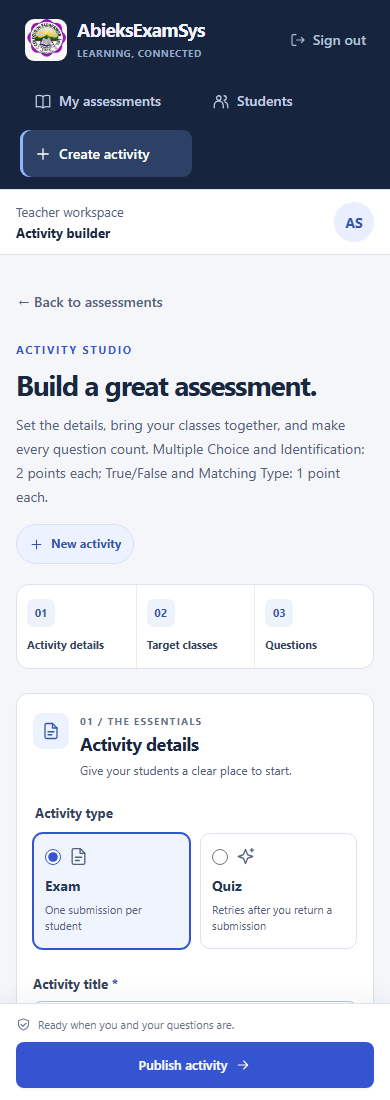 AbieksExamSys
LEARNING, CONNECTED
Sign out
My assessments
Students
Create activity
Teacher workspace
Activity builder
AS
← Back to assessments
ACTIVITY STUDIO
Build a great assessment.
Set the details, bring your classes together, and make
every question count. Multiple Choice and Identification:
2 points each; True/False and Matching Type: 1 point
each.
New activity
01
Activity details
02
Target classes
03
Questions
01 / THE ESSENTIALS
Activity details
Give your students a clear place to start.
Activity type
Exam
One submission per
student
Quiz
Retries after you return a
submission
Activity title *
Ready when you and your questions are.
Publish activity →